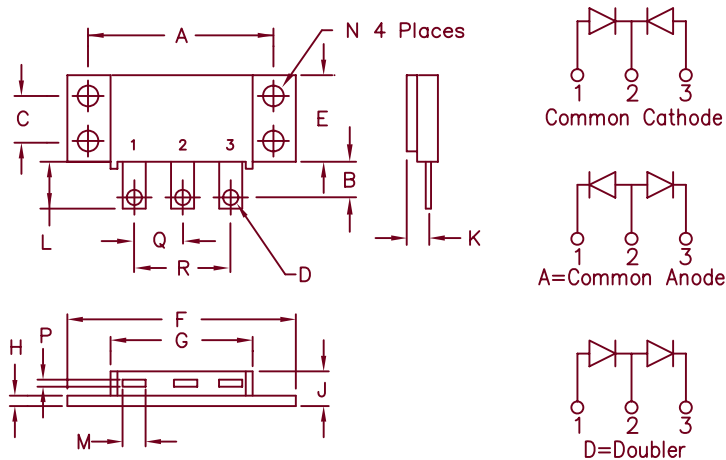 A
N 4 Places
C
E
1 2 3
B
L
Q
R
D
K
F
G
P
H
J
M
1 2 3
Common Cathode
1 2 3
A=Common Anode
1 2 3
D=Doubler